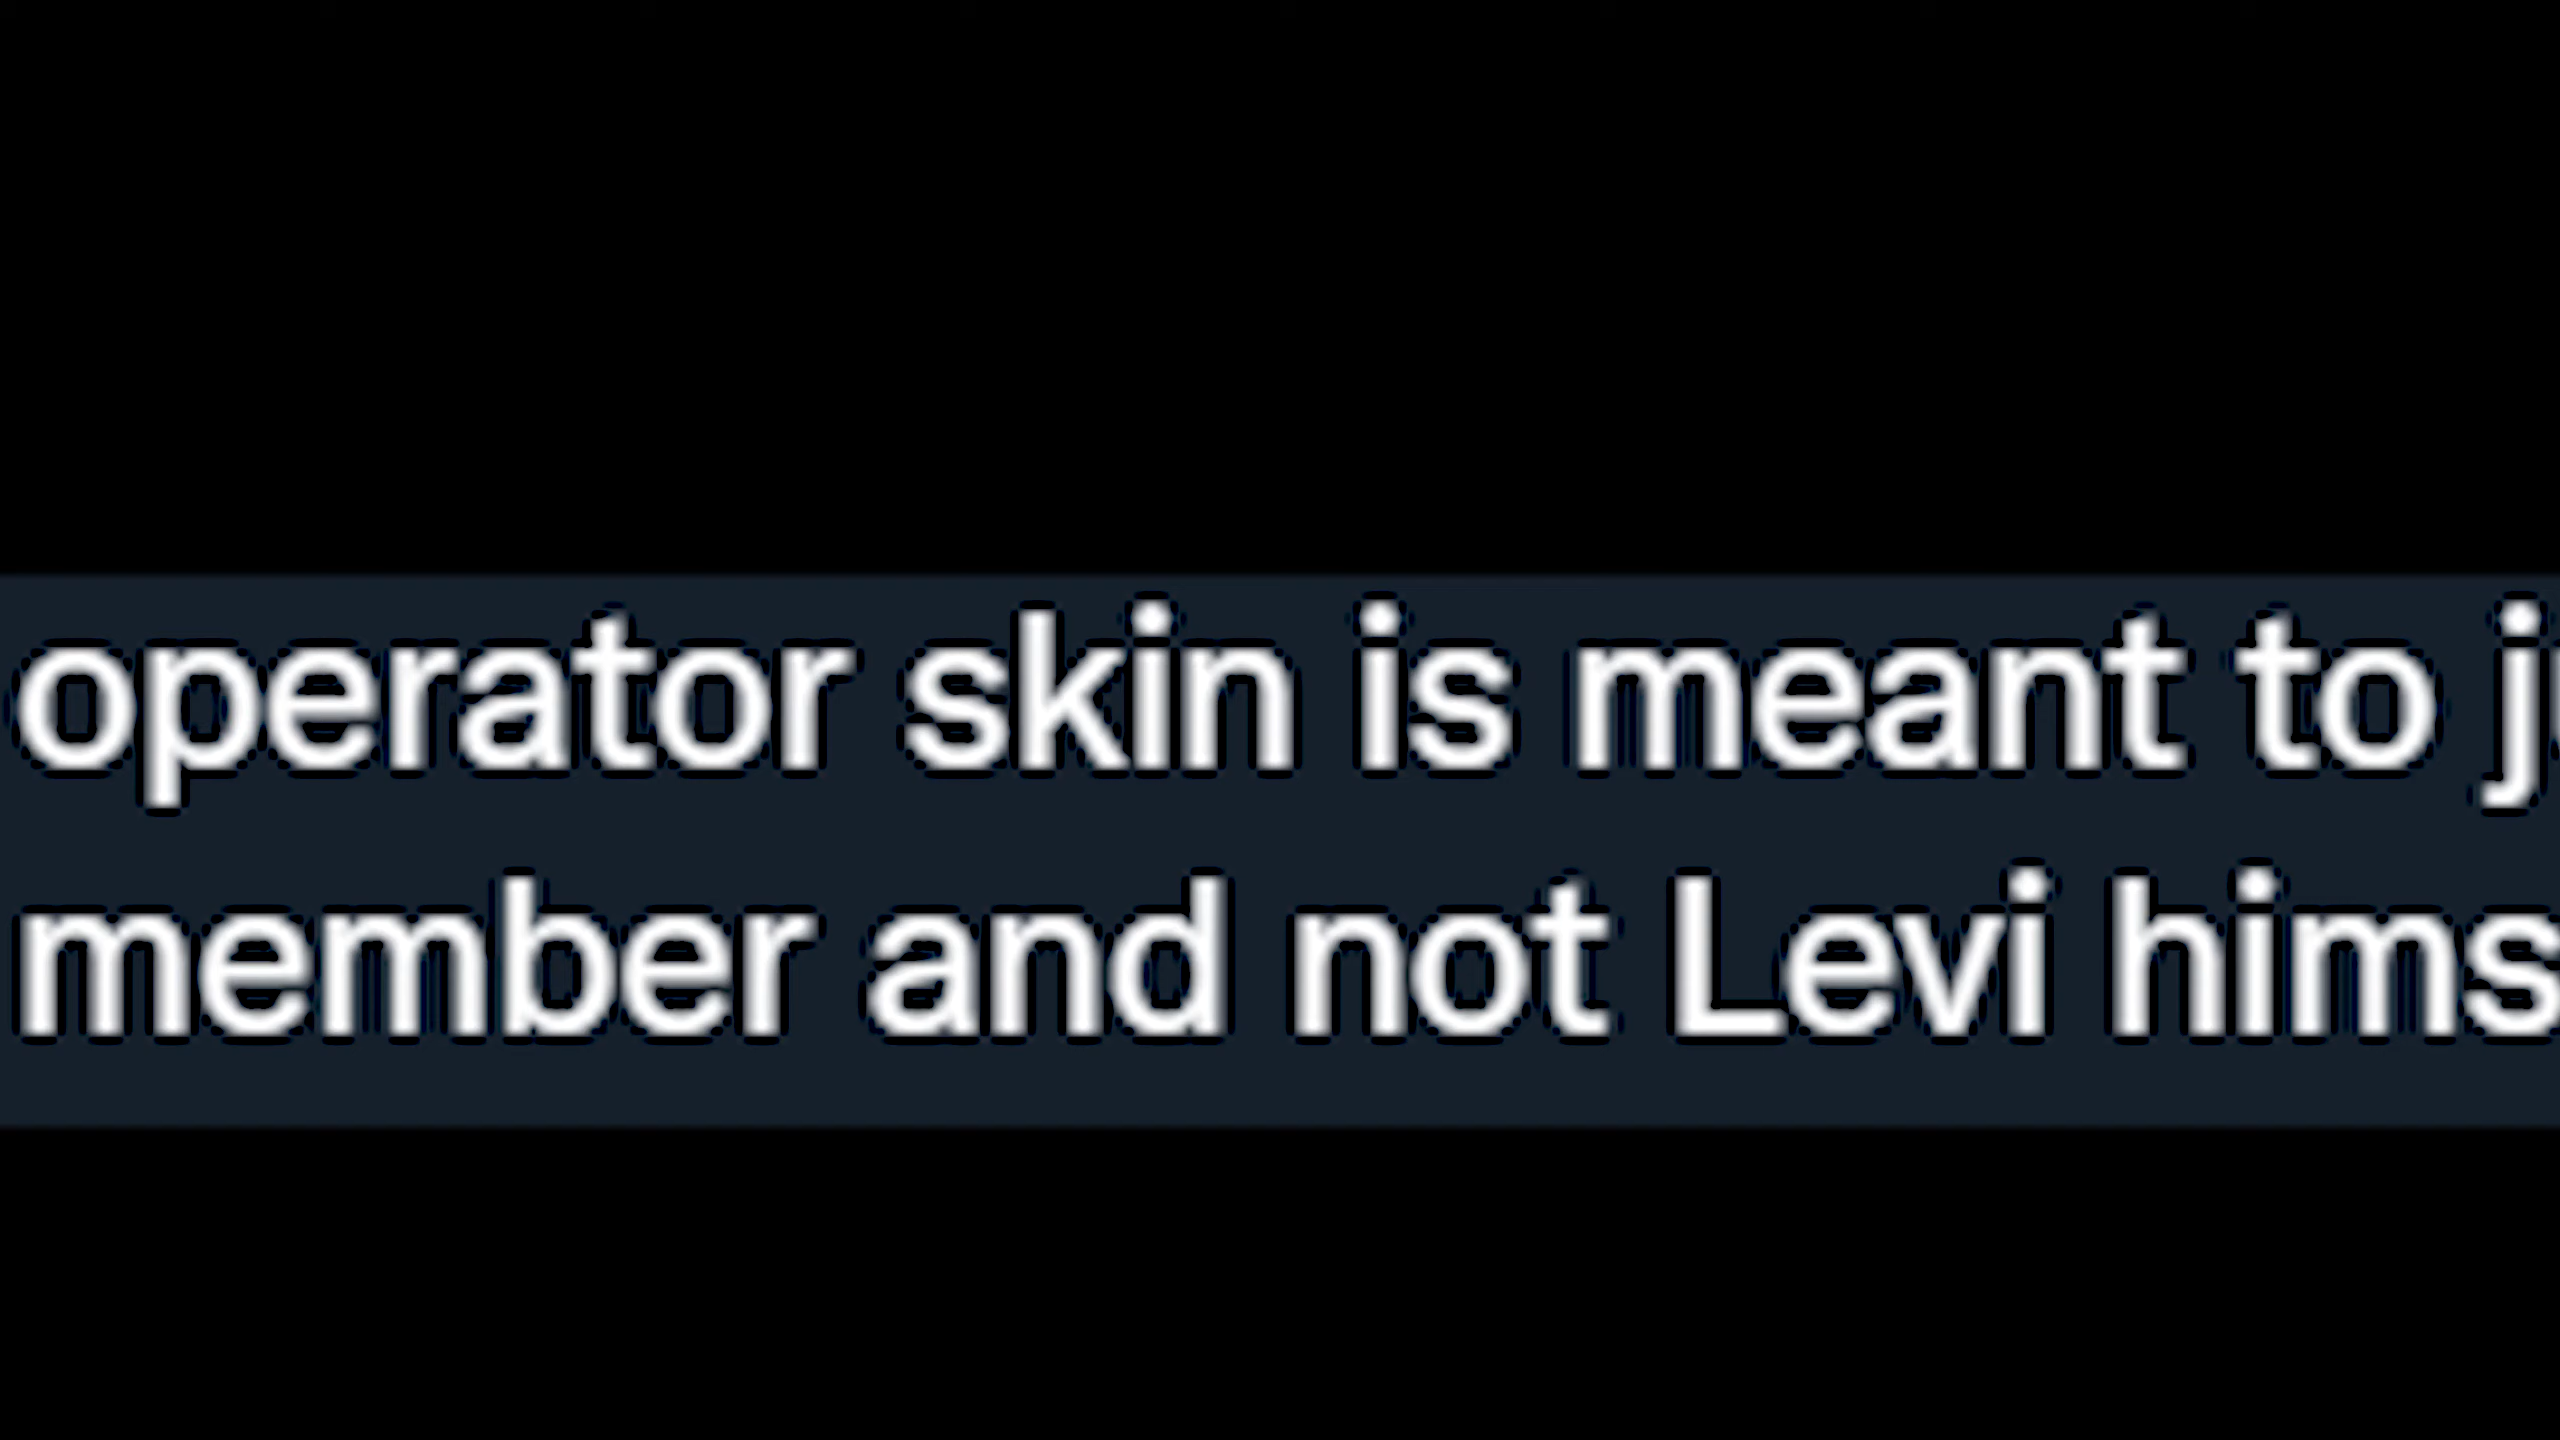 operator skin is meant to j
member and not Levi hims